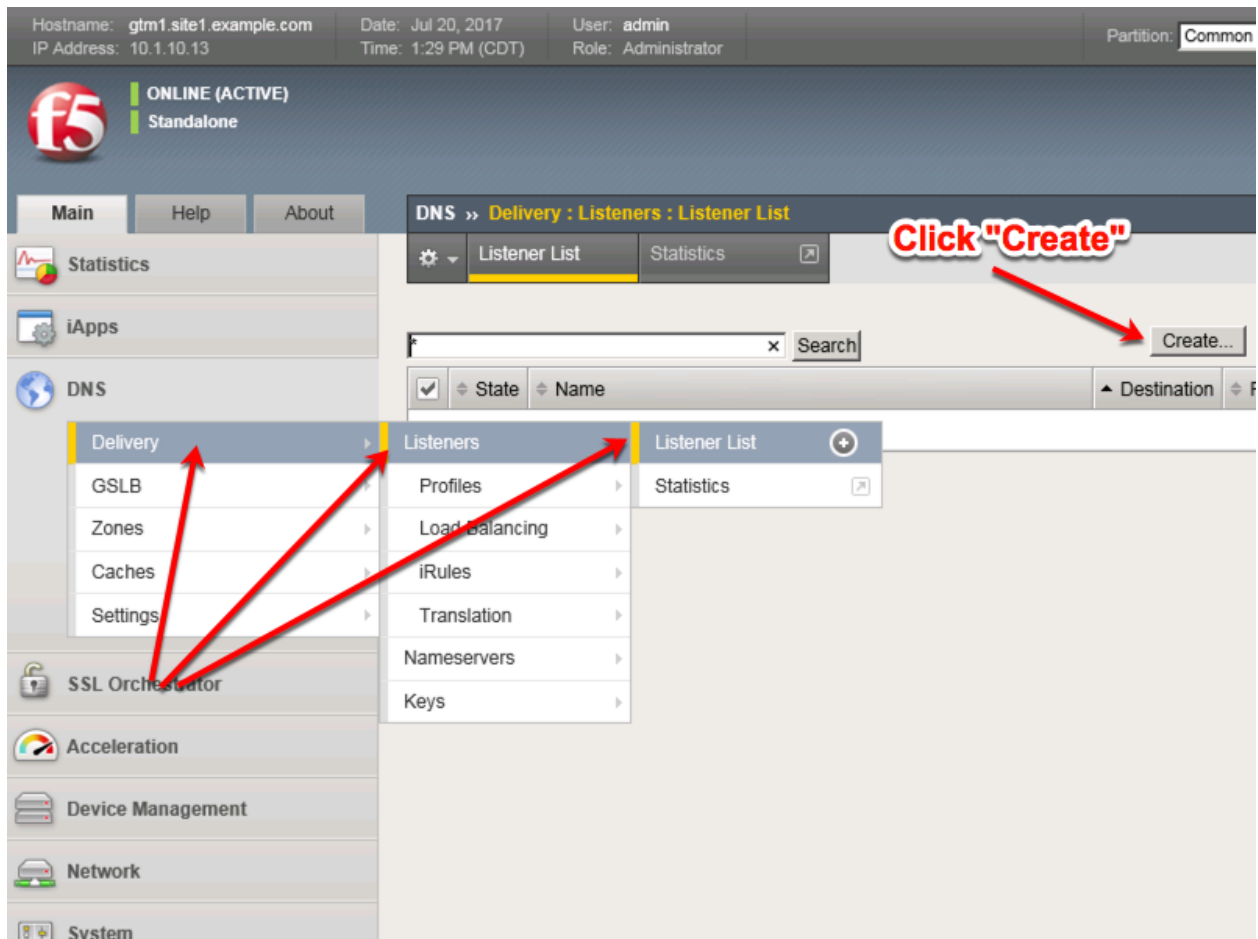 Hostname: gtm1.site1.example.com Date: Jul 20, 2017 User: admin Partition: Common
IP Address: 10.1.10.13 Time: 1:29 PM (CDT) Role: Administrator
f5
ONLINE (ACTIVE)
Standalone
Main Help About
DNS » Delivery : Listeners : Listener List
Click "Create"
Listener List Statistics
Statistics
iApps
* × Search Create...
State Name Destination
DNS
Delivery Listeners Listener List
GSLB Profiles Statistics
Zones Load Balancing
Caches iRules
Settings Translation
Nameservers
SSL Orchestrator
Keys
Acceleration
Device Management
Network
System